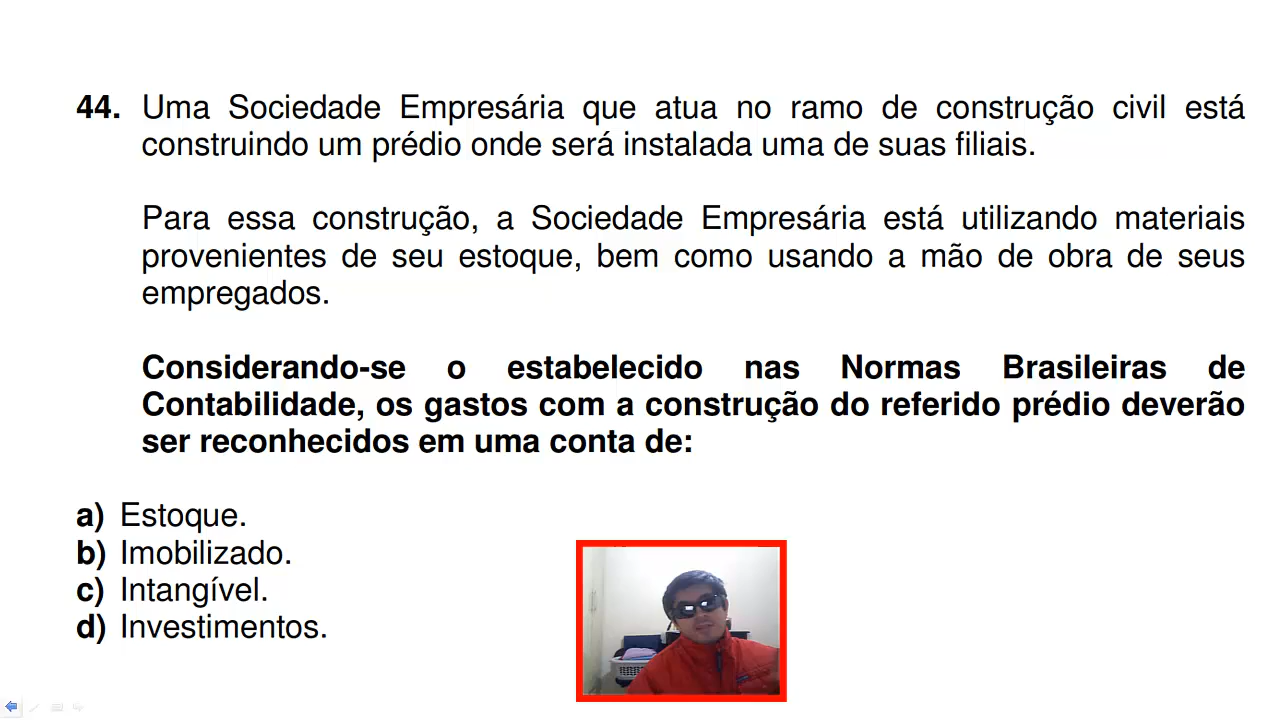 44. Uma Sociedade Empresária que atua no ramo de construção civil está
construindo um prédio onde será instalada uma de suas filiais.
Para essa construção, a Sociedade Empresária está utilizando materiais
provenientes de seu estoque, bem como usando a mão de obra de seus
empregados.
Considerando-se o estabelecido nas Normas Brasileiras de
Contabilidade, os gastos com a construção do referido prédio deverão
ser reconhecidos em uma conta de:
a) Estoque.
b) Imobilizado.
c) Intangível.
d) Investimentos.